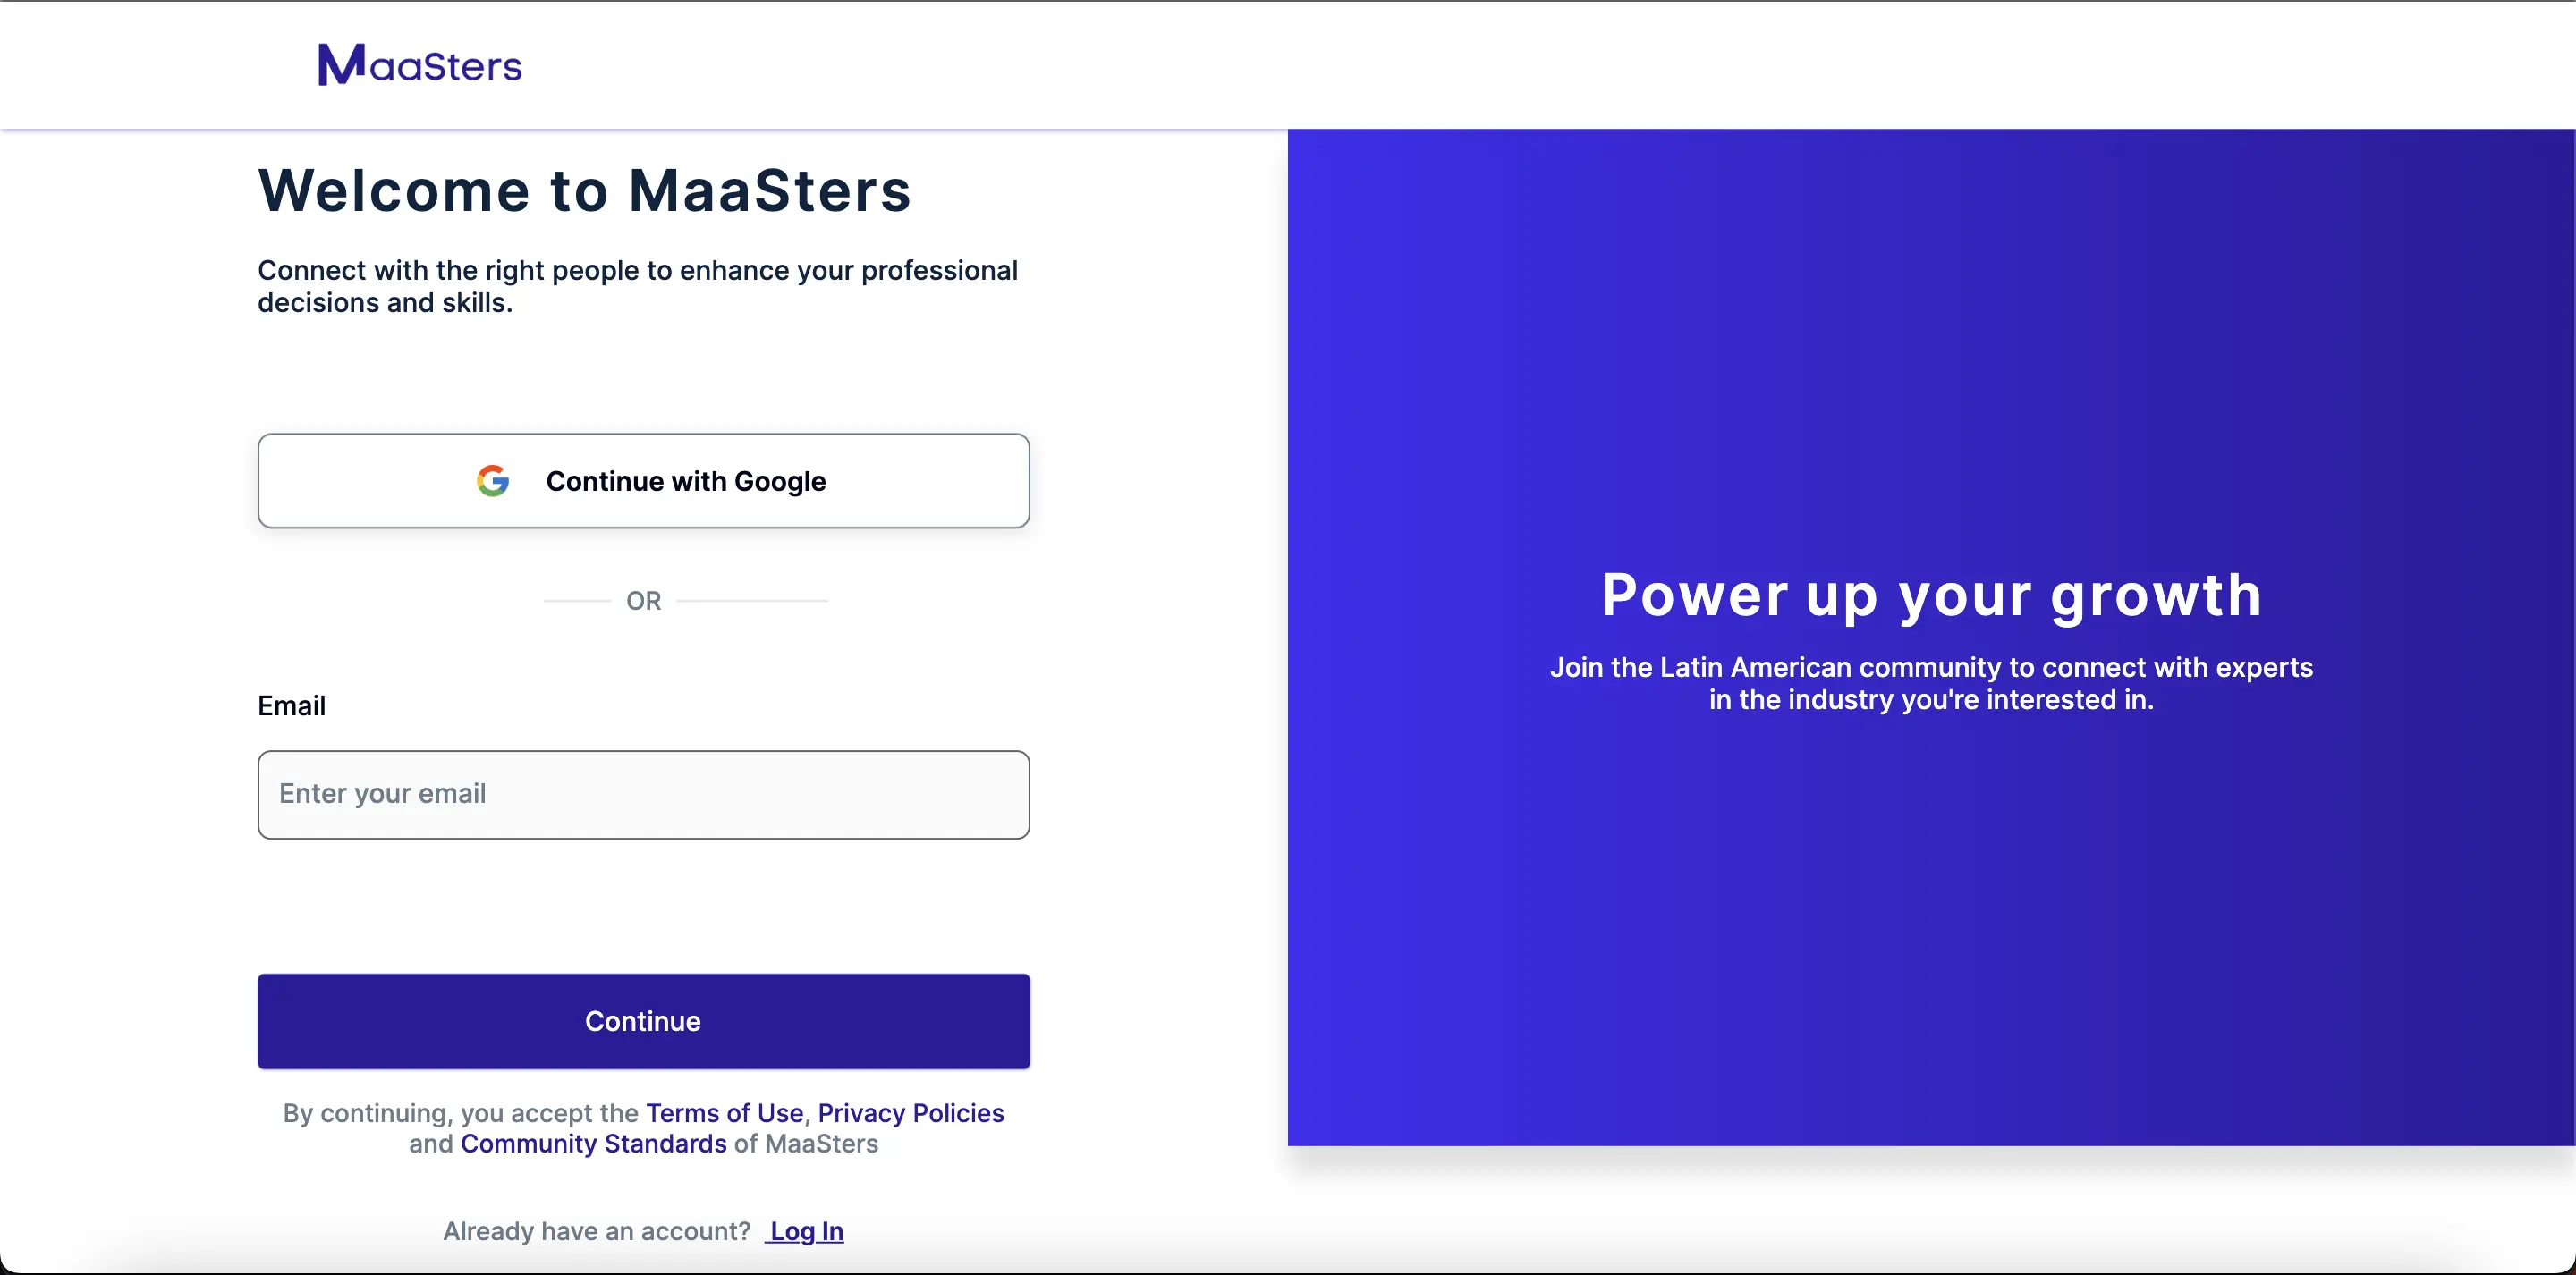 MaaSters
Welcome to MaaSters
Connect with the right people to enhance your professional
decisions and skills.
Continue with Google
OR
Email
Enter your email
Continue
By continuing, you accept the Terms of Use, Privacy Policies
and Community Standards of MaaSters
Already have an account? Log In
Power up your growth
Join the Latin American community to connect with experts
in the industry you're interested in.